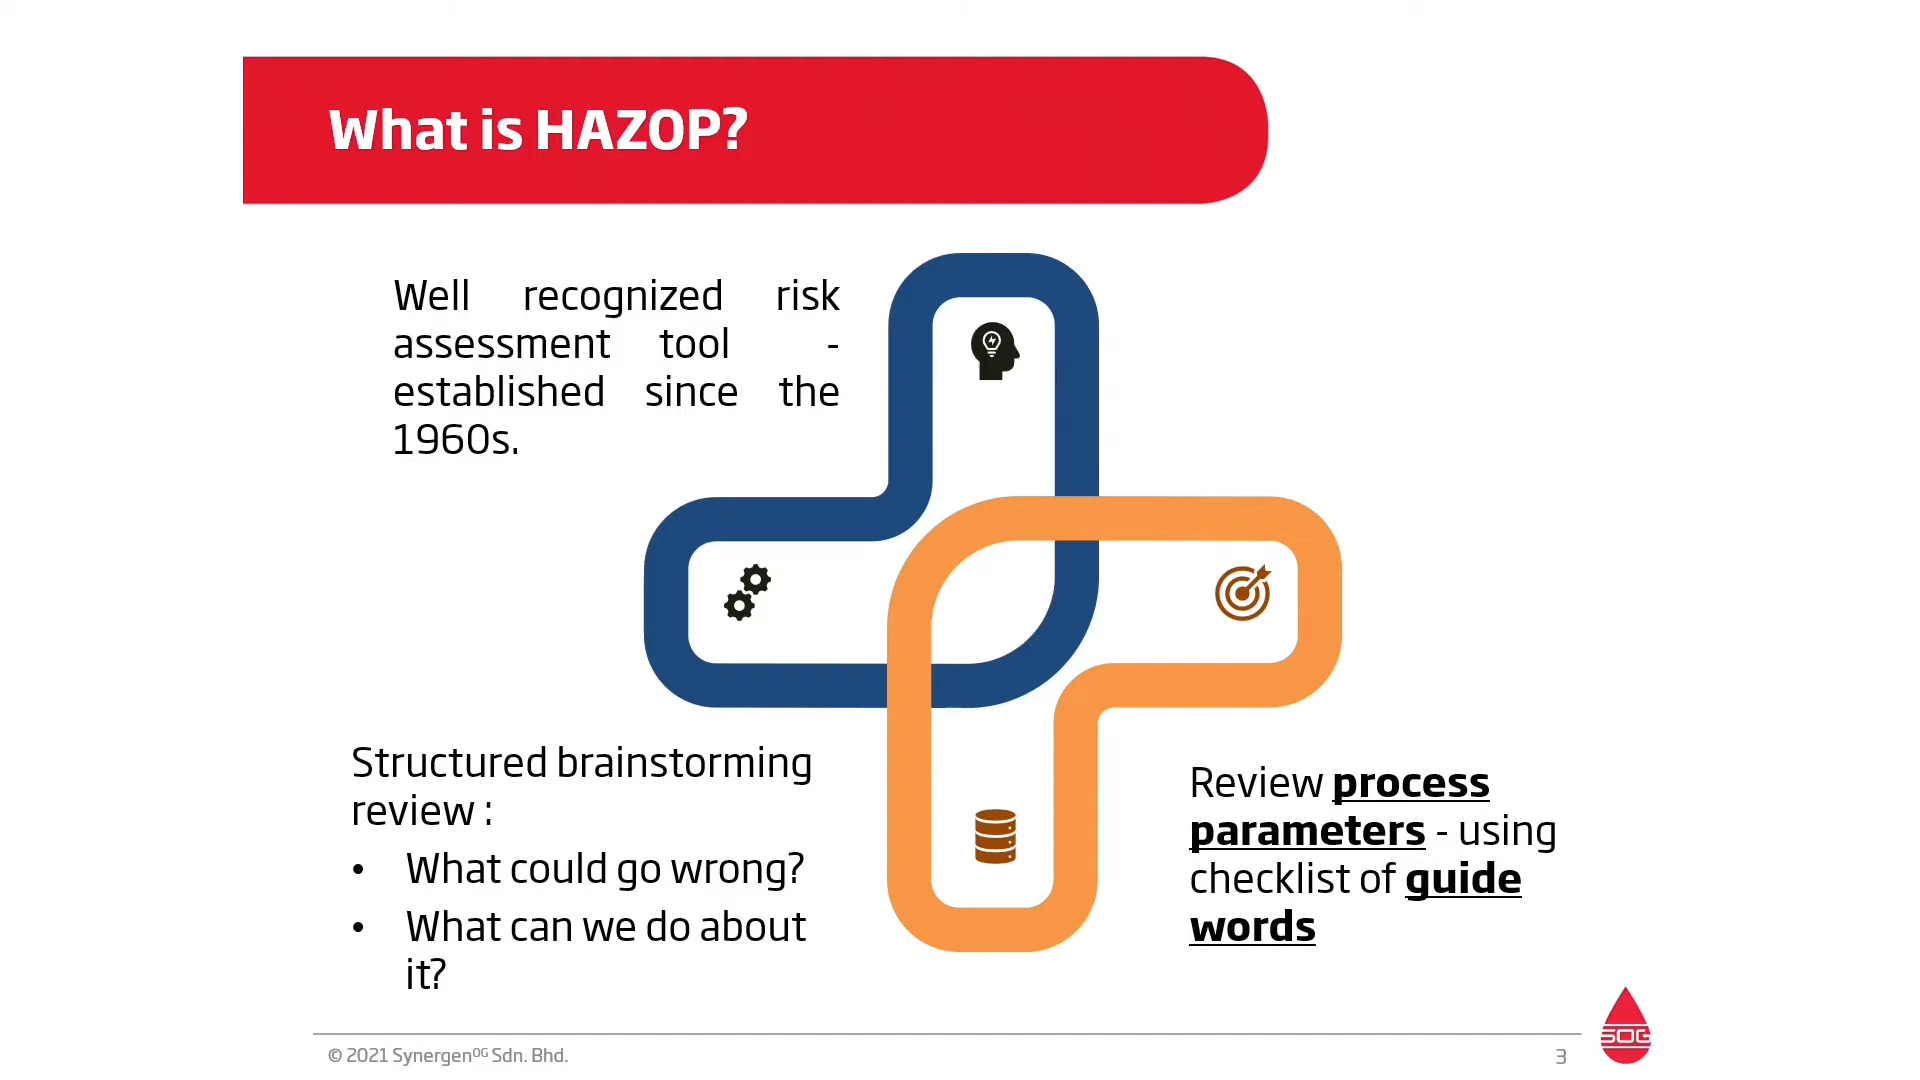 What is HAZOP?
Well recognized risk
assessment tool -
established since the
1960s.
Structured brainstorming
review :
• What could go wrong?
• What can we do about
it?
Review process
parameters - using
checklist of guide
words
© 2021 Synergenᴼᴳ Sdn. Bhd.
3
SOG